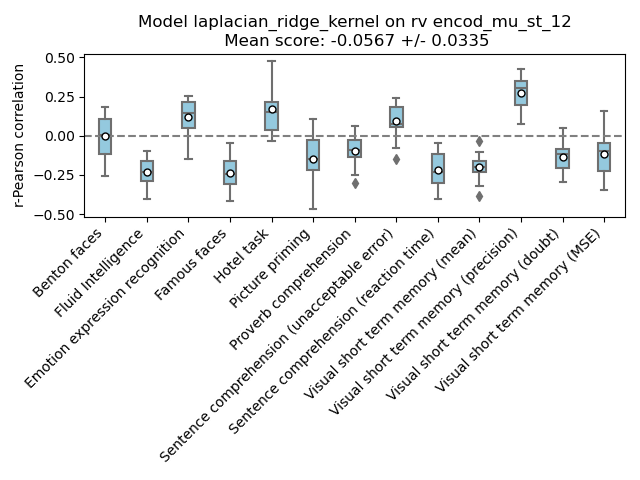 Model laplacian_ridge_kernel on rv encod_mu_st_12
Mean score: -0.0567 +/- 0.0335
r-Pearson correlation
0.50
0.25
0.00
−0.25
−0.50
Benton faces
Fluid Intelligence
Emotion expression recognition
Famous faces
Hotel task
Picture priming
Proverb comprehension
Sentence comprehension (unacceptable error)
Sentence comprehension (reaction time)
Visual short term memory (mean)
Visual short term memory (precision)
Visual short term memory (doubt)
Visual short term memory (MSE)